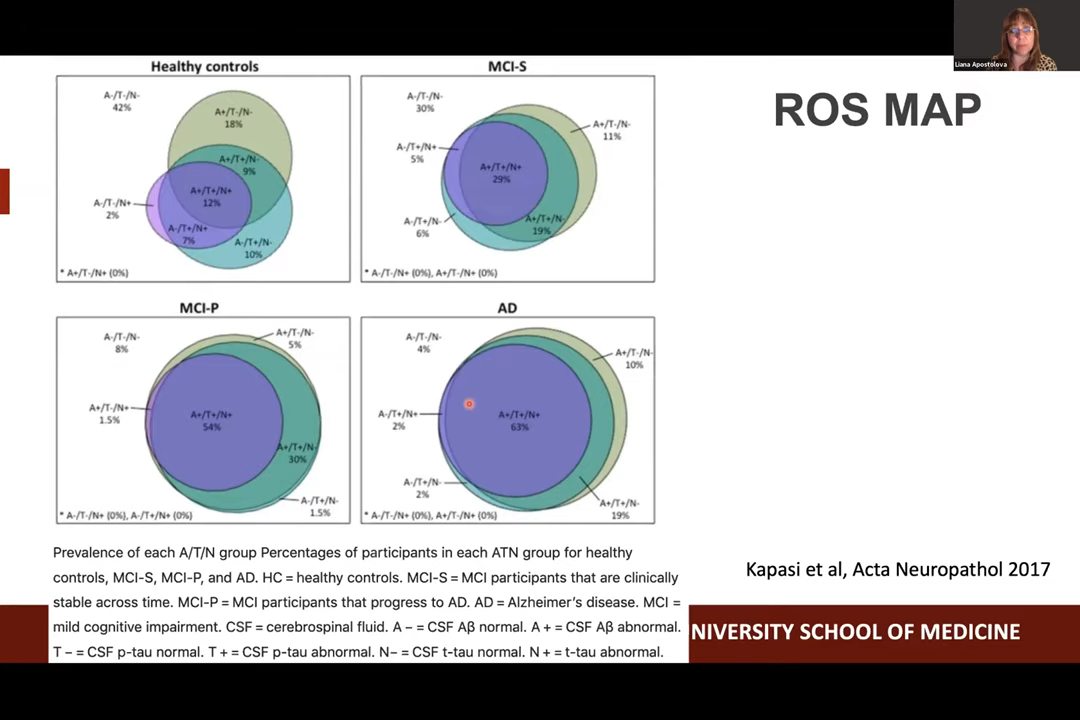 Liana Apostolova
ROS MAP
Healthy controls
A-/T-/N-
42%
A+/T-/N-
18%
A+/T+/N-
9%
A+/T+/N+
12%
A-/T-/N+
2%
A-/T+/N+
7%
A-/T+/N-
10%
* A+/T-/N+ (0%)
MCI-S
A-/T-/N-
30%
A+/T-/N-
11%
A-/T+/N+
5%
A+/T+/N+
29%
A-/T+/N-
6%
A+/T+/N-
19%
* A-/T-/N+ (0%), A+/T-/N+ (0%)
MCI-P
A-/T-/N-
8%
A+/T-/N-
5%
A+/T-/N+
1.5%
A+/T+/N+
54%
A+/T+/N-
30%
A-/T+/N-
1.5%
* A-/T-/N+ (0%), A-/T+/N+ (0%)
AD
A-/T-/N-
4%
A+/T-/N-
10%
A-/T+/N+
2%
A+/T+/N+
63%
A-/T+/N-
2%
A+/T+/N-
19%
* A-/T-/N+ (0%), A+/T-/N+ (0%)
Prevalence of each A/T/N group Percentages of participants in each ATN group for healthy
controls, MCI-S, MCI-P, and AD. HC = healthy controls. MCI-S = MCI participants that are clinically
stable across time. MCI-P = MCI participants that progress to AD. AD = Alzheimer's disease. MCI =
mild cognitive impairment. CSF = cerebrospinal fluid. A − = CSF Aβ normal. A + = CSF Aβ abnormal.
T − = CSF p-tau normal. T + = CSF p-tau abnormal. N− = CSF t-tau normal. N + = t-tau abnormal.
Kapasi et al, Acta Neuropathol 2017
NIVERSITY SCHOOL OF MEDICINE